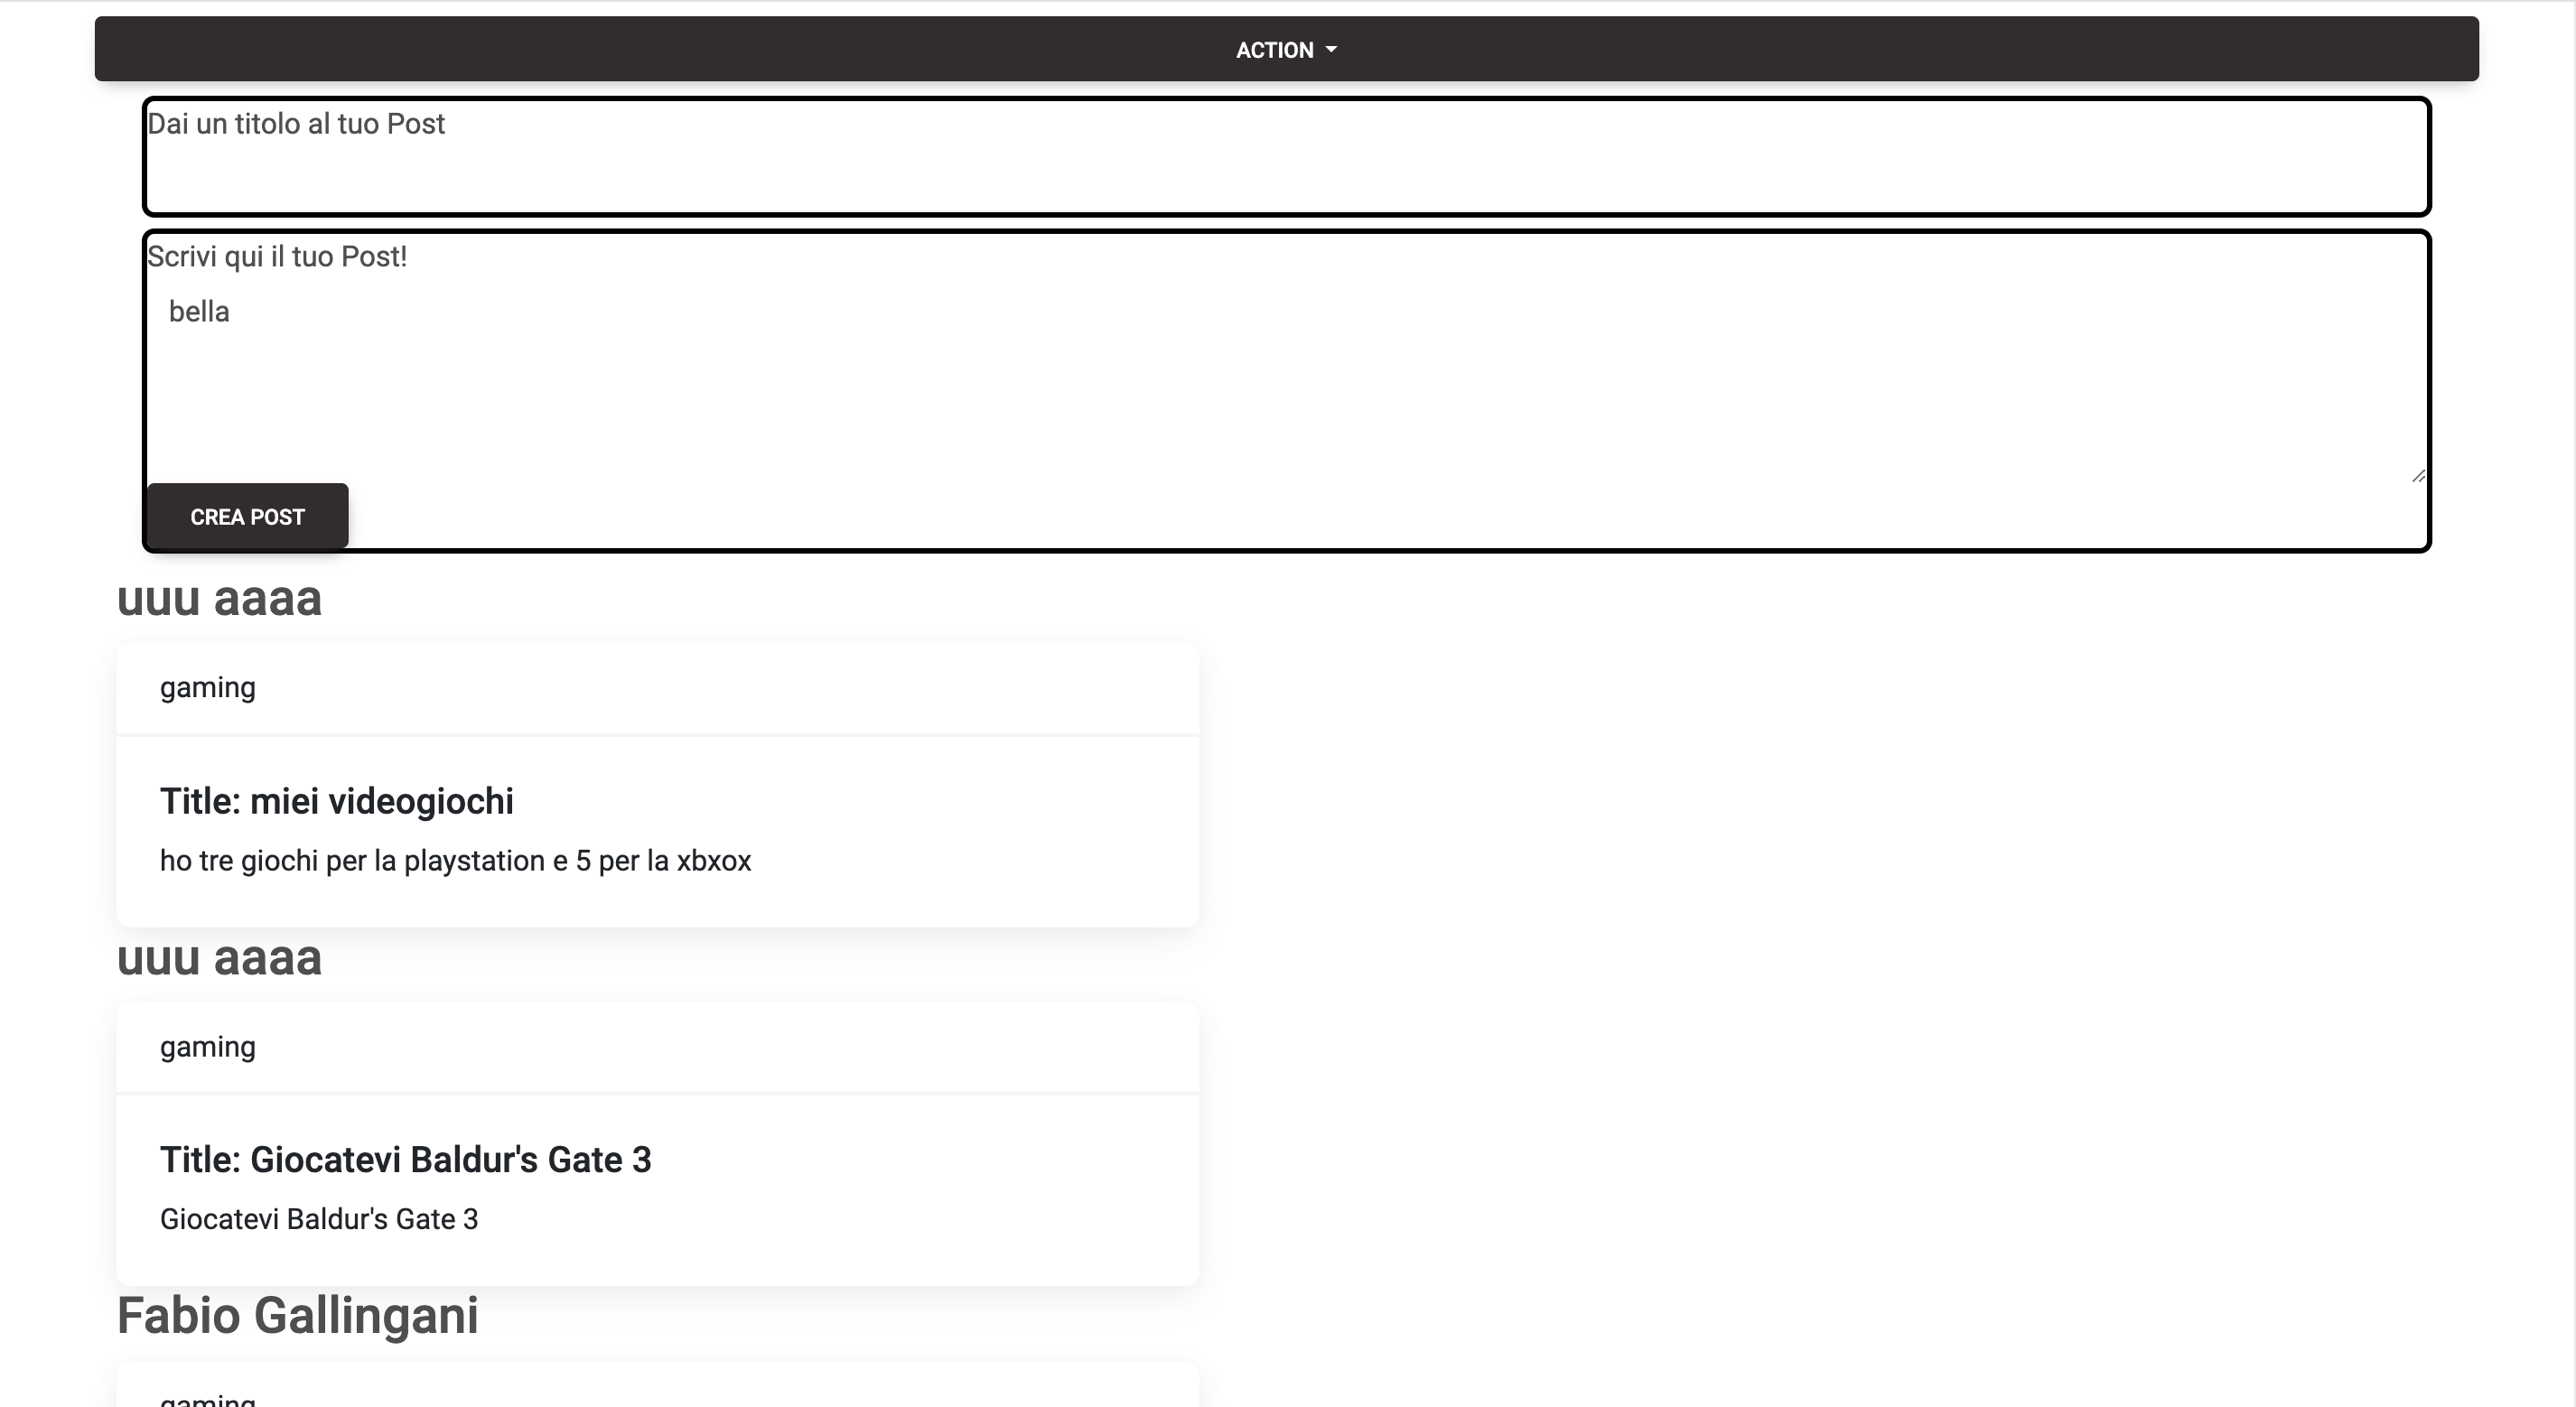 ACTION
Dai un titolo al tuo Post
Scrivi qui il tuo Post!
bella
CREA POST
uuu aaaa
gaming
Title: miei videogiochi
ho tre giochi per la playstation e 5 per la xbxox
uuu aaaa
gaming
Title: Giocatevi Baldur's Gate 3
Giocatevi Baldur's Gate 3
Fabio Gallingani
gaming